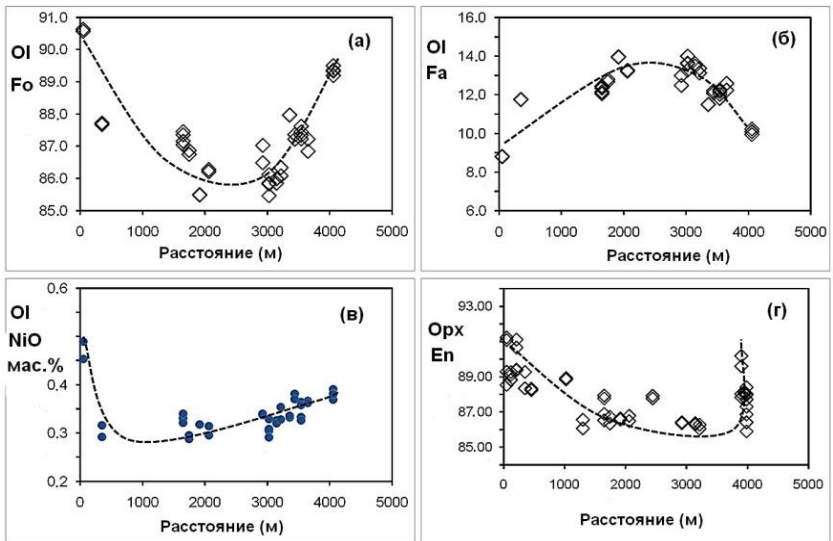 91.0
Ol
Fo
90.0
89.0
88.0
87.0
86.0
85.0
(а)
0 1000 2000 3000 4000 5000
Расстояние (м)
16.0
Ol
Fa
14.0
12.0
10.0
8.0
6.0
(б)
0 1000 2000 3000 4000 5000
Расстояние (м)
0,6
Ol
NiO
мас.%
0,4
0,3
0,2
(в)
0 1000 2000 3000 4000 5000
Расстояние (м)
93.00
Opx
En
91.00
89.00
87.00
85.00
(г)
0 1000 2000 3000 4000 5000
Расстояние (м)